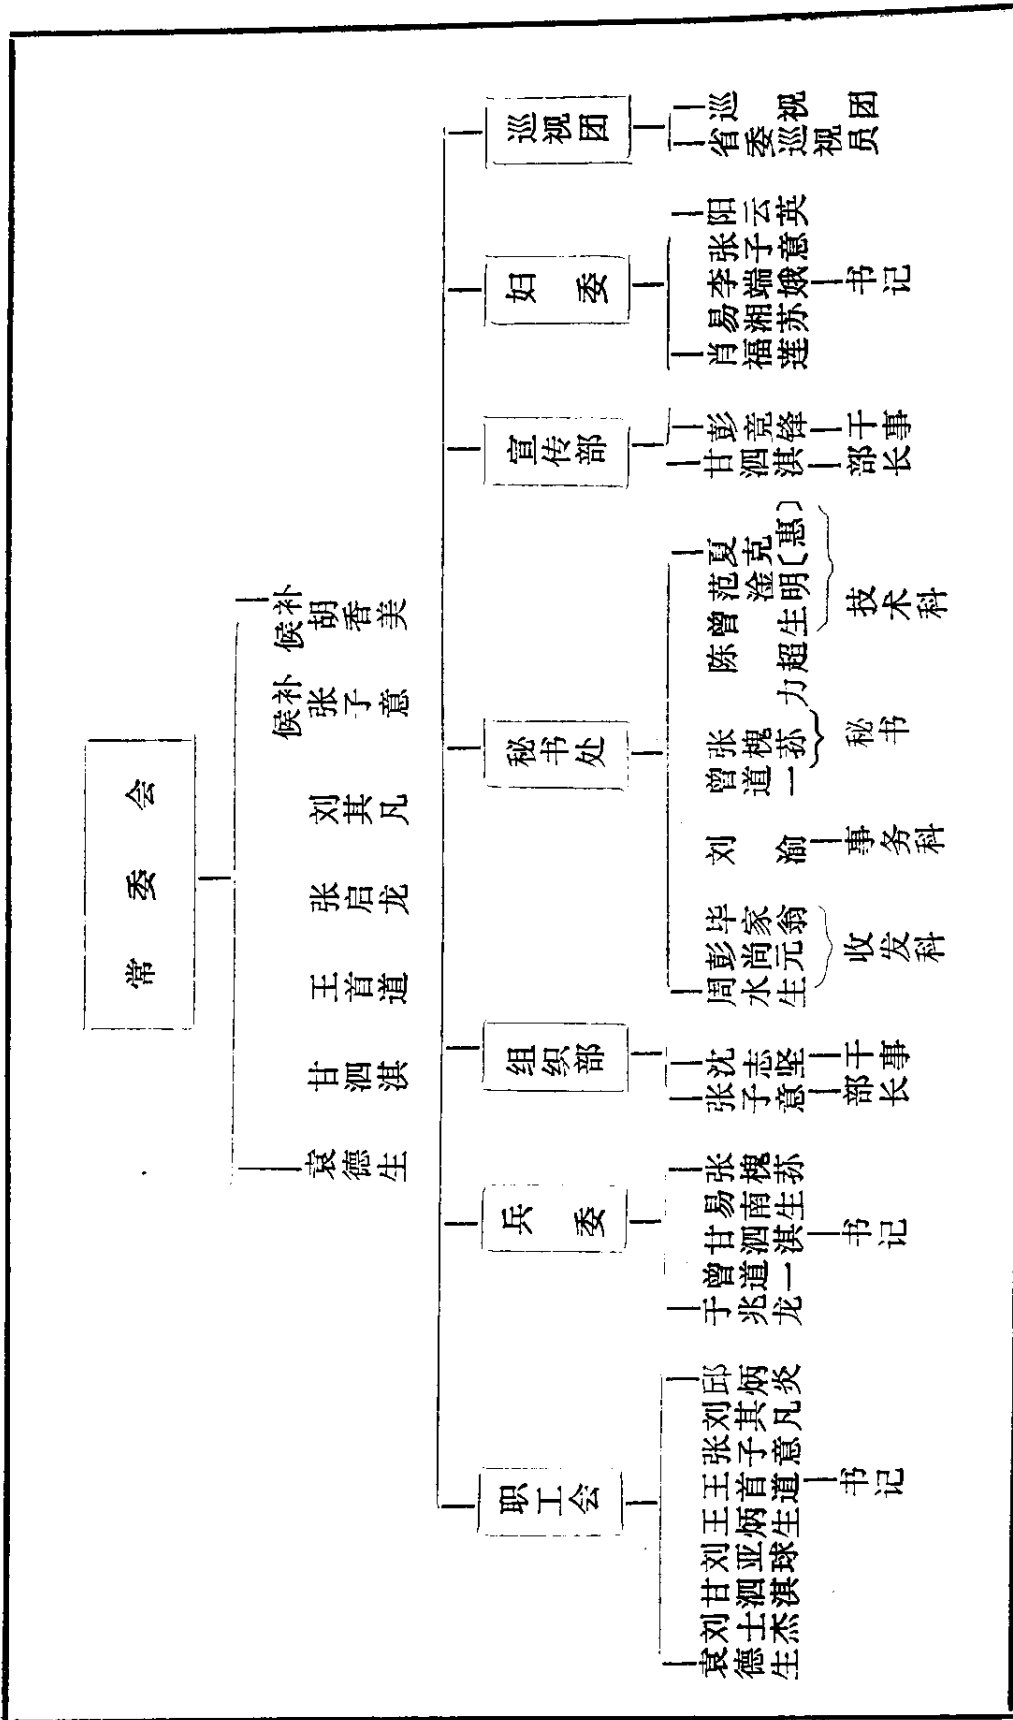 常委会
袁德生
甘泗淇
王首道
张启龙
刘其凡
候补张子意
候补胡香美
职工会
袁德生
刘士杰
甘泗淇
刘亚球
王炳生
王首道
书记
张子意
刘其凡
邱炳炎
兵委
于兆龙
曾道一
甘泗淇
书记
易南生
张槐荪
组织部
张子意
部长
沈志坚
干事
秘书处
周水生
彭尚元
毕家翁
收发科
刘渝
事务科
曾道一
张槐荪
秘书
陈力
曾超生
范淦明
夏克〔惠〕
技术科
宣传部
甘泗淇
部长
彭竞锋
干事
妇委
肖福莲
易湘苏
李端娥
书记
张子意
阳云英
巡视团
省委巡视员
巡视团